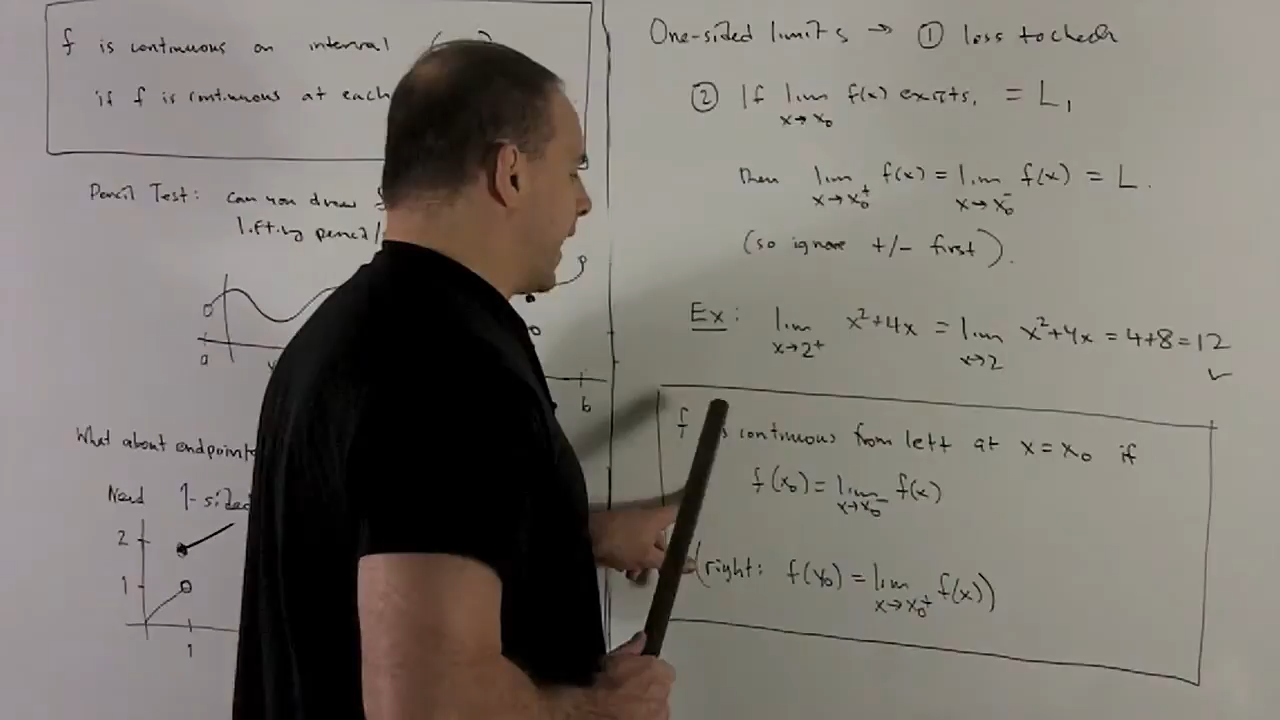 f is continuous on interval (
if f is continuous at each
Pencil Test: can you draw
lifting pencil
a
b
What about endpoints
Need 1-sided
2
1
1
One-sided limits → ① less to check
② If lim f(x) exists, = L,
x→x₀
then lim f(x) = lim f(x) = L.
x→x₀⁺ x→x₀⁻
(so ignore +/- first).
Ex: lim x²+4x = lim x²+4x = 4+8 = 12
x→2⁺ x→2 ✓
f is continuous from left at x = x₀ if
f(x₀) = lim f(x)
x→x₀⁻
(right: f(x₀) = lim f(x))
x→x₀⁺